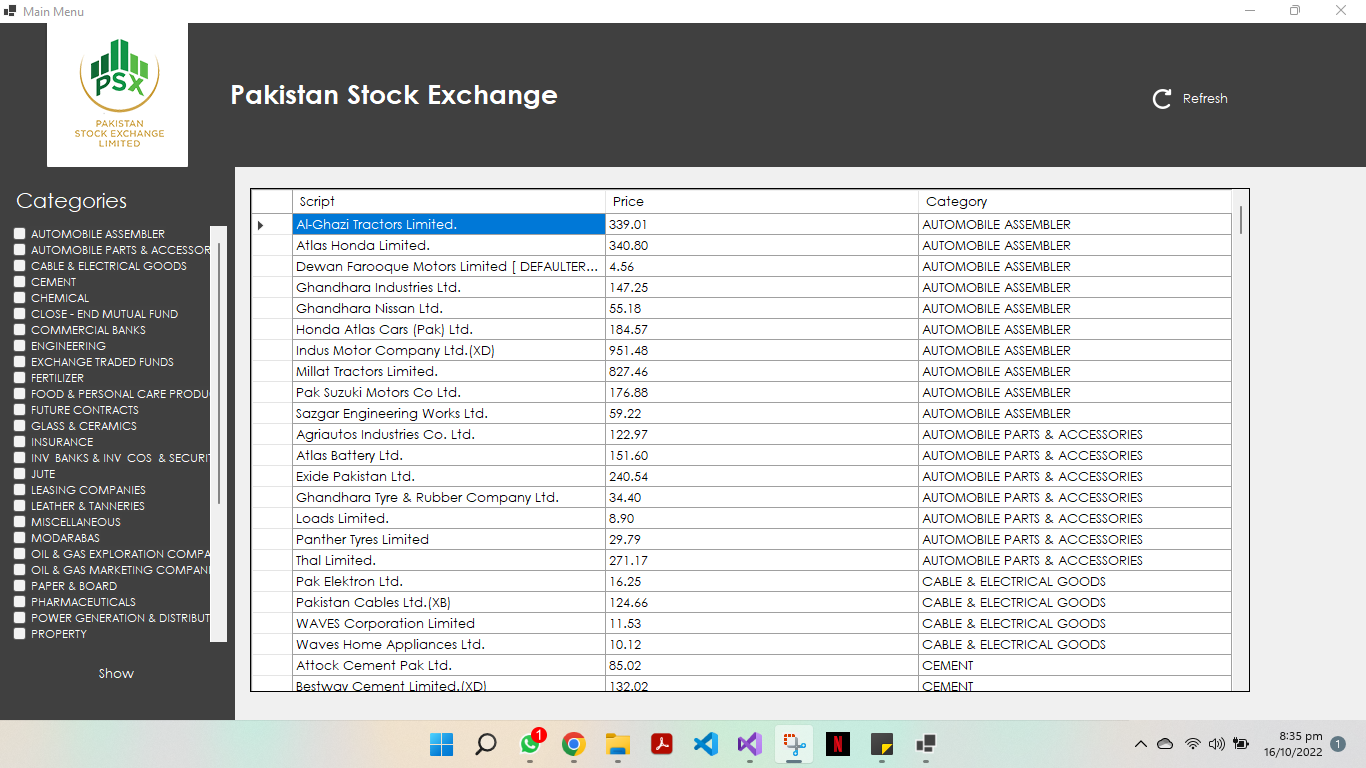 Main Menu
PSX
PAKISTAN
STOCK EXCHANGE
LIMITED
Pakistan Stock Exchange
Refresh
Categories
AUTOMOBILE ASSEMBLER
AUTOMOBILE PARTS & ACCESSOR
CABLE & ELECTRICAL GOODS
CEMENT
CHEMICAL
CLOSE - END MUTUAL FUND
COMMERCIAL BANKS
ENGINEERING
EXCHANGE TRADED FUNDS
FERTILIZER
FOOD & PERSONAL CARE PRODU
FUTURE CONTRACTS
GLASS & CERAMICS
INSURANCE
INV BANKS & INV COS & SECURIT
JUTE
LEASING COMPANIES
LEATHER & TANNERIES
MISCELLANEOUS
MODARABAS
OIL & GAS EXPLORATION COMPA
OIL & GAS MARKETING COMPANI
PAPER & BOARD
PHARMACEUTICALS
POWER GENERATION & DISTRIBUT
PROPERTY
Show
Script Price Category
Al-Ghazi Tractors Limited. 339.01 AUTOMOBILE ASSEMBLER
Atlas Honda Limited. 340.80 AUTOMOBILE ASSEMBLER
Dewan Farooque Motors Limited [ DEFAULTER... 4.56 AUTOMOBILE ASSEMBLER
Ghandhara Industries Ltd. 147.25 AUTOMOBILE ASSEMBLER
Ghandhara Nissan Ltd. 55.18 AUTOMOBILE ASSEMBLER
Honda Atlas Cars (Pak) Ltd. 184.57 AUTOMOBILE ASSEMBLER
Indus Motor Company Ltd.(XD) 951.48 AUTOMOBILE ASSEMBLER
Millat Tractors Limited. 827.46 AUTOMOBILE ASSEMBLER
Pak Suzuki Motors Co Ltd. 176.88 AUTOMOBILE ASSEMBLER
Sazgar Engineering Works Ltd. 59.22 AUTOMOBILE ASSEMBLER
Agriautos Industries Co. Ltd. 122.97 AUTOMOBILE PARTS & ACCESSORIES
Atlas Battery Ltd. 151.60 AUTOMOBILE PARTS & ACCESSORIES
Exide Pakistan Ltd. 240.54 AUTOMOBILE PARTS & ACCESSORIES
Ghandhara Tyre & Rubber Company Ltd. 34.40 AUTOMOBILE PARTS & ACCESSORIES
Loads Limited. 8.90 AUTOMOBILE PARTS & ACCESSORIES
Panther Tyres Limited 29.79 AUTOMOBILE PARTS & ACCESSORIES
Thal Limited. 271.17 AUTOMOBILE PARTS & ACCESSORIES
Pak Elektron Ltd. 16.25 CABLE & ELECTRICAL GOODS
Pakistan Cables Ltd.(XB) 124.66 CABLE & ELECTRICAL GOODS
WAVES Corporation Limited 11.53 CABLE & ELECTRICAL GOODS
Waves Home Appliances Ltd. 10.12 CABLE & ELECTRICAL GOODS
Attock Cement Pak Ltd. 85.02 CEMENT
Bestway Cement Limited.(XD) 132.02 CEMENT
1
N
8:35 pm
16/10/2022
1